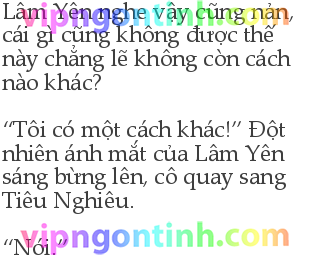 Lâm Yên nghe vậy cũng nản,
vipngontinh.com
cái gì cũng không được thế
này chẳng lẽ không còn cách
nào khác?
“Tôi có một cách khác!” Đột
vipngontinh.com
nhiên ánh mắt của Lâm Yên
sáng bừng lên, cô quay sang
Tiêu Nghiêu.
vipngontinh.com
“Nói.”